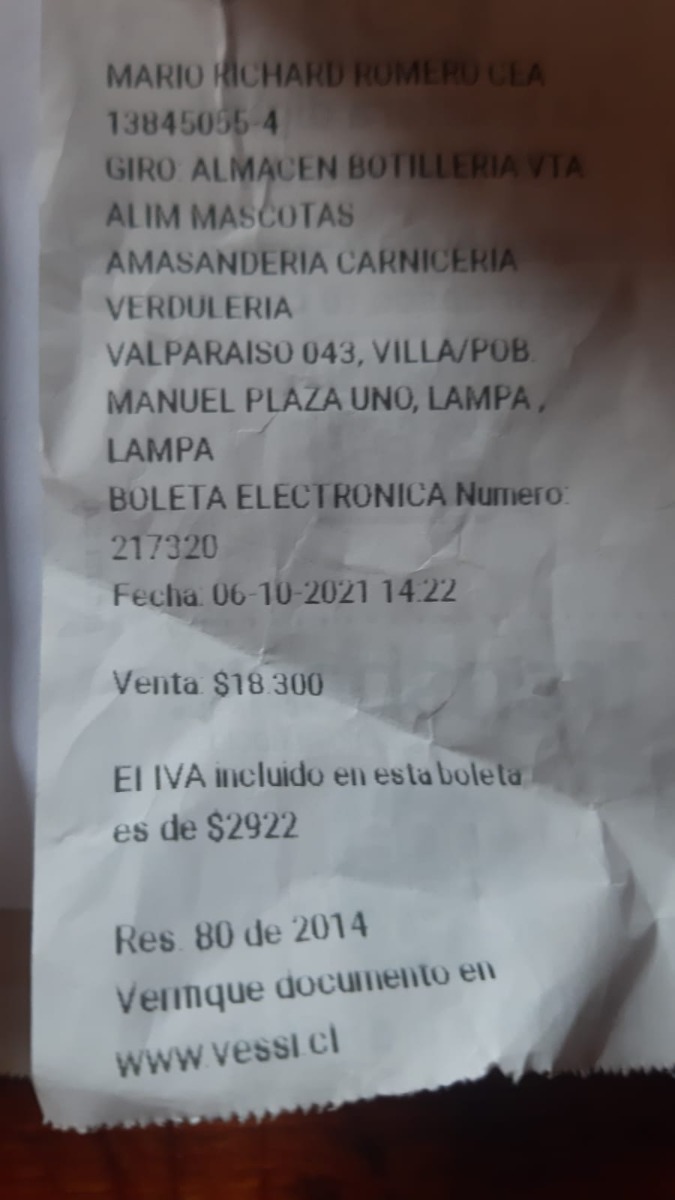 MARIO RICHARD ROMERO CEA
13845055-4
GIRO: ALMACEN BOTILLERIA VTA
ALIM MASCOTAS
AMASANDERIA CARNICERIA
VERDULERIA
VALPARAISO 043, VILLA/POB.
MANUEL PLAZA UNO, LAMPA ,
LAMPA
BOLETA ELECTRONICA Numero:
217320
Fecha: 06-10-2021 14:22
Venta: $18.300
El IVA incluido en esta boleta
es de $2922
Res. 80 de 2014
Verifique documento en
www.vessi.cl